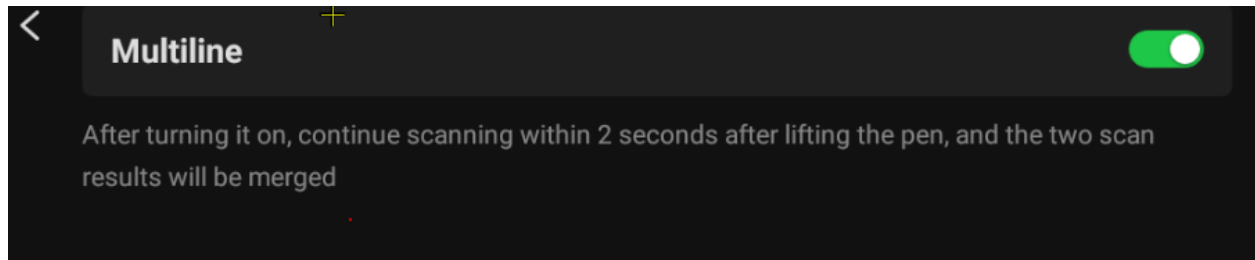 Multiline
After turning it on, continue scanning within 2 seconds after lifting the pen, and the two scan
results will be merged